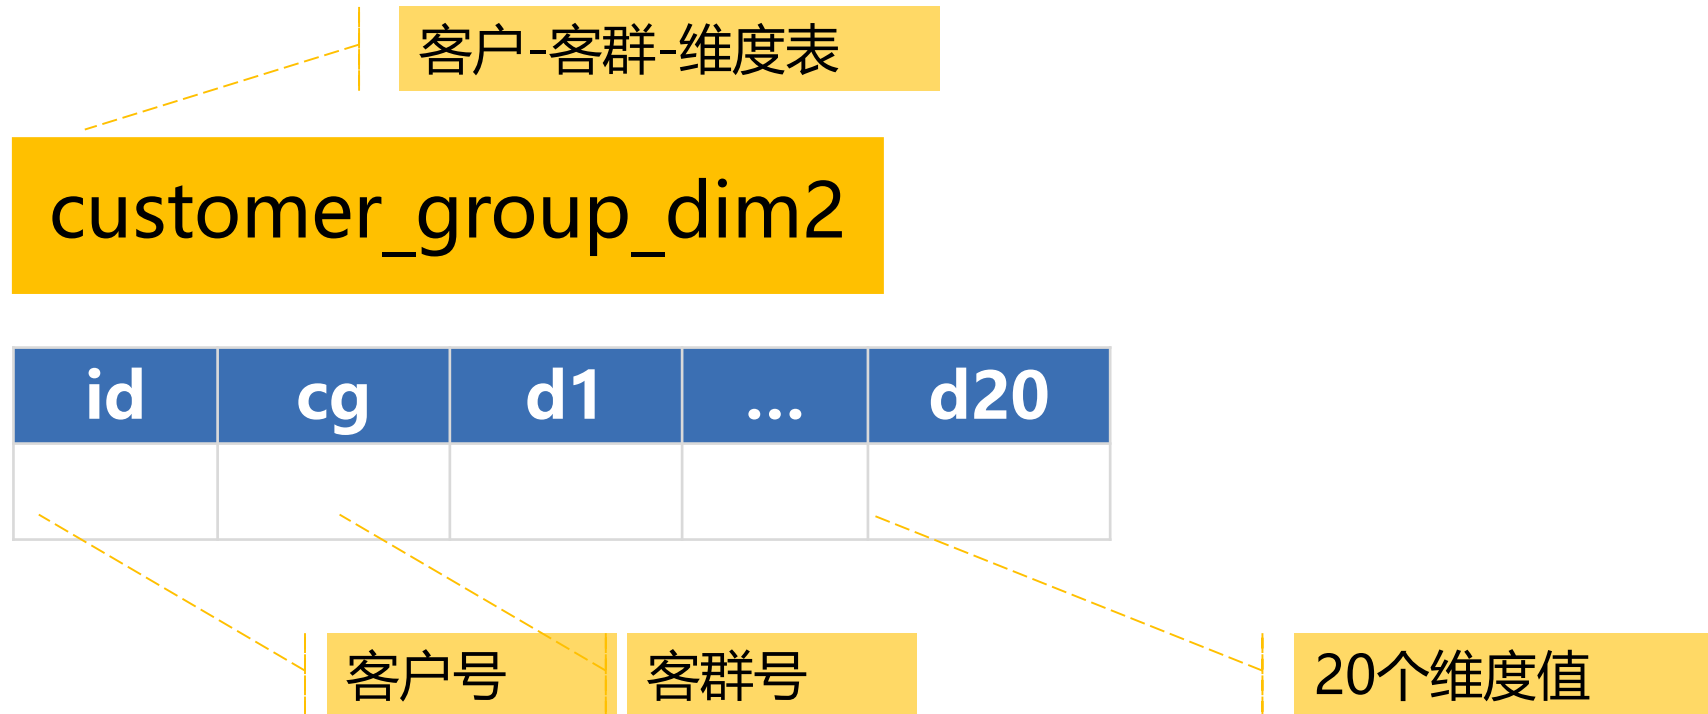 客户-客群-维度表
customer_group_dim2
id cg d1 ... d20
客户号 客群号 20个维度值